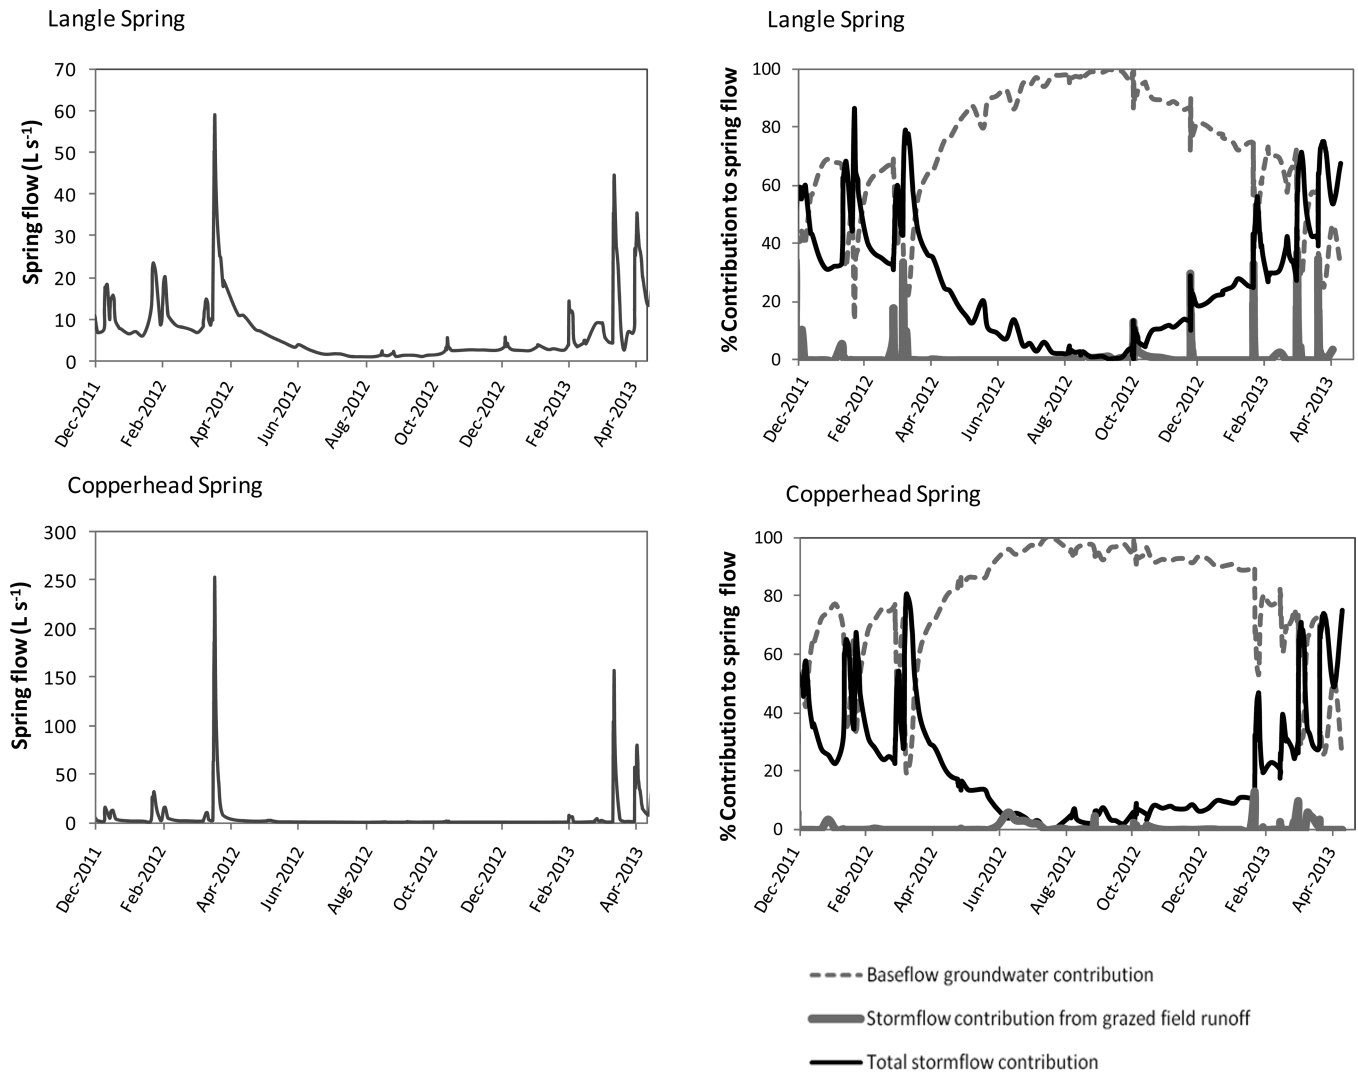 Langle Spring
Spring flow (L s-1)
70
60
50
40
30
20
10
0
Dec-2011
Feb-2012
Apr-2012
Jun-2012
Aug-2012
Oct-2012
Dec-2012
Feb-2013
Apr-2013
Langle Spring
% Contribution to spring flow
100
80
60
40
20
0
Dec-2011
Feb-2012
Apr-2012
Jun-2012
Aug-2012
Oct-2012
Dec-2012
Feb-2013
Apr-2013
Copperhead Spring
Spring flow (L s-1)
300
250
200
150
100
50
0
Dec-2011
Feb-2012
Apr-2012
Jun-2012
Aug-2012
Oct-2012
Dec-2012
Feb-2013
Apr-2013
Copperhead Spring
% Contribution to spring flow
100
80
60
40
20
0
Dec-2011
Feb-2012
Apr-2012
Jun-2012
Aug-2012
Oct-2012
Dec-2012
Feb-2013
Apr-2013
Baseflow groundwater contribution
Stormflow contribution from grazed field runoff
Total stormflow contribution